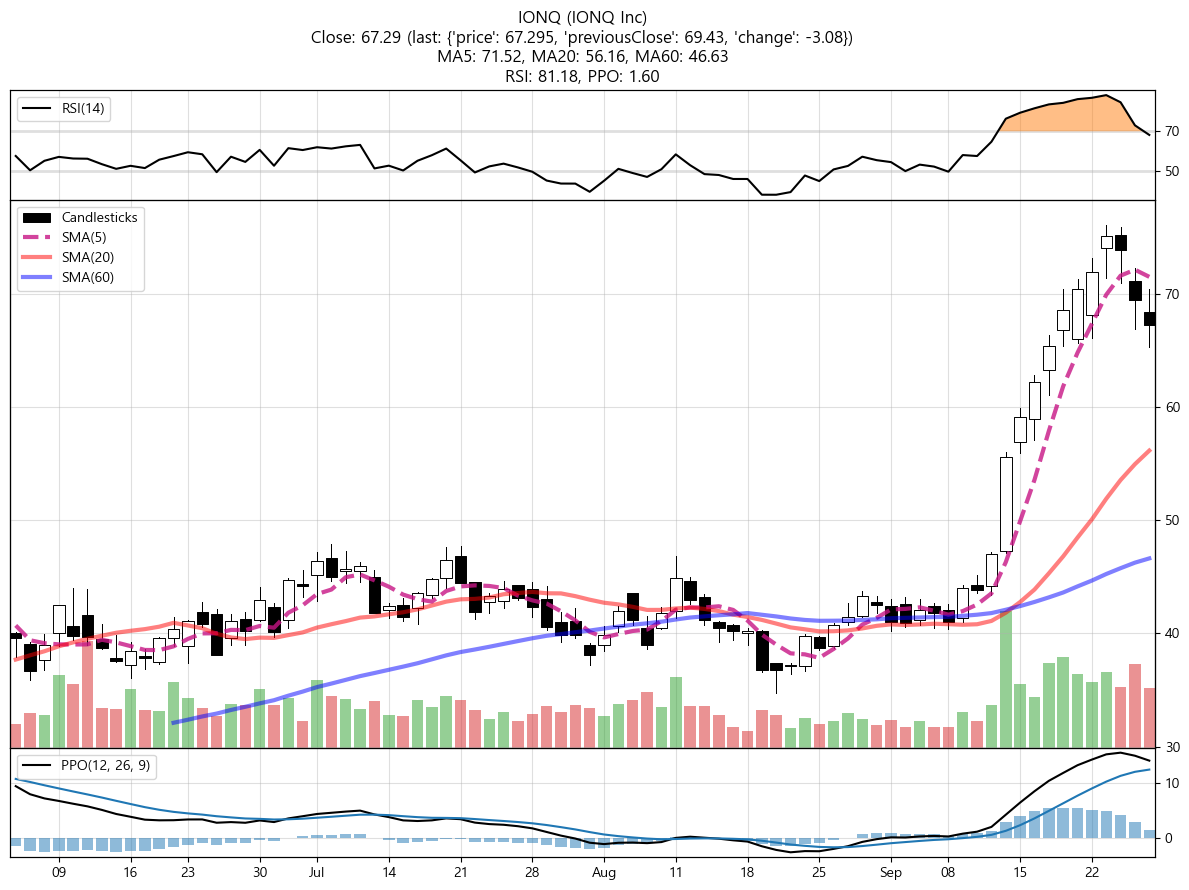 IONQ (IONQ Inc)
Close: 67.29 (last: {'price': 67.295, 'previousClose': 69.43, 'change': -3.08})
MA5: 71.52, MA20: 56.16, MA60: 46.63
RSI: 81.18, PPO: 1.60
RSI(14)
70
50
Candlesticks
SMA(5)
SMA(20)
SMA(60)
70
60
50
40
30
PPO(12, 26, 9)
10
0
09 16 23 30 Jul 14 21 28 Aug 11 18 25 Sep 08 15 22